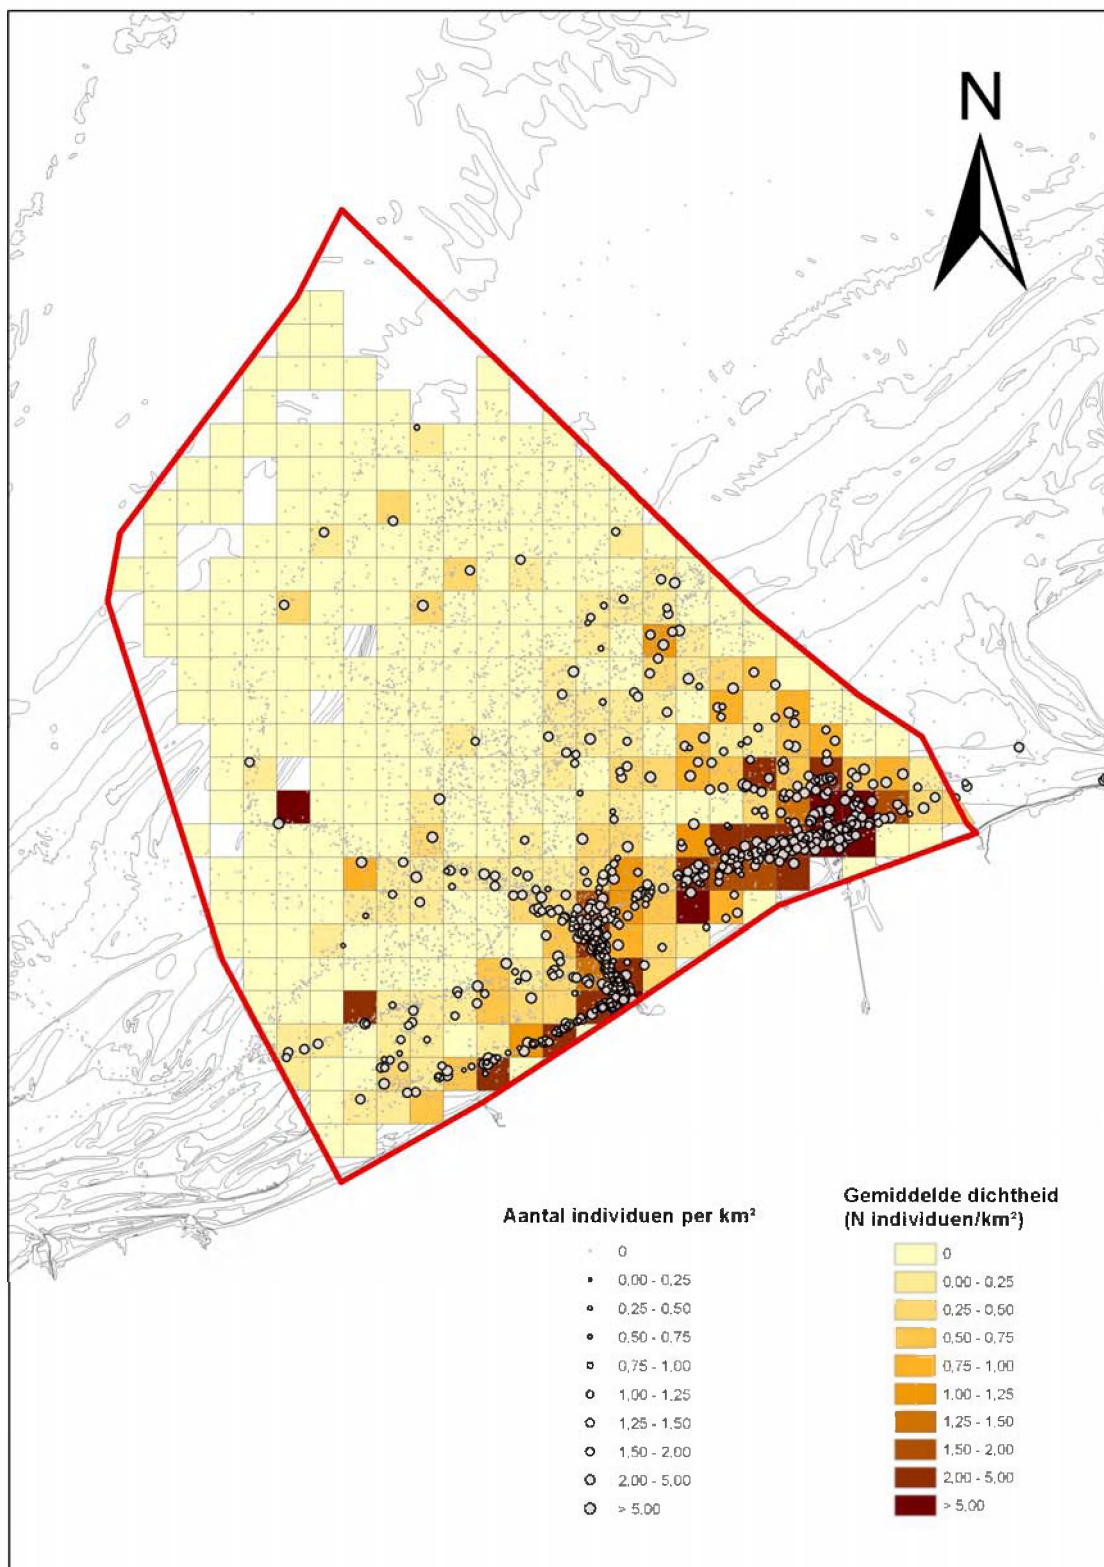 N
Aantal individuen per km²
0
0,00 - 0,25
0,25 - 0,50
0,50 - 0,75
0,75 - 1,00
1,00 - 1,25
1,25 - 1,50
1,50 - 2,00
2,00 - 5,00
> 5,00
Gemiddelde dichtheid
(N individuen/km²)
0
0,00 - 0,25
0,25 - 0,50
0,50 - 0,75
0,75 - 1,00
1,00 - 1,25
1,25 - 1,50
1,50 - 2,00
2,00 - 5,00
> 5,00